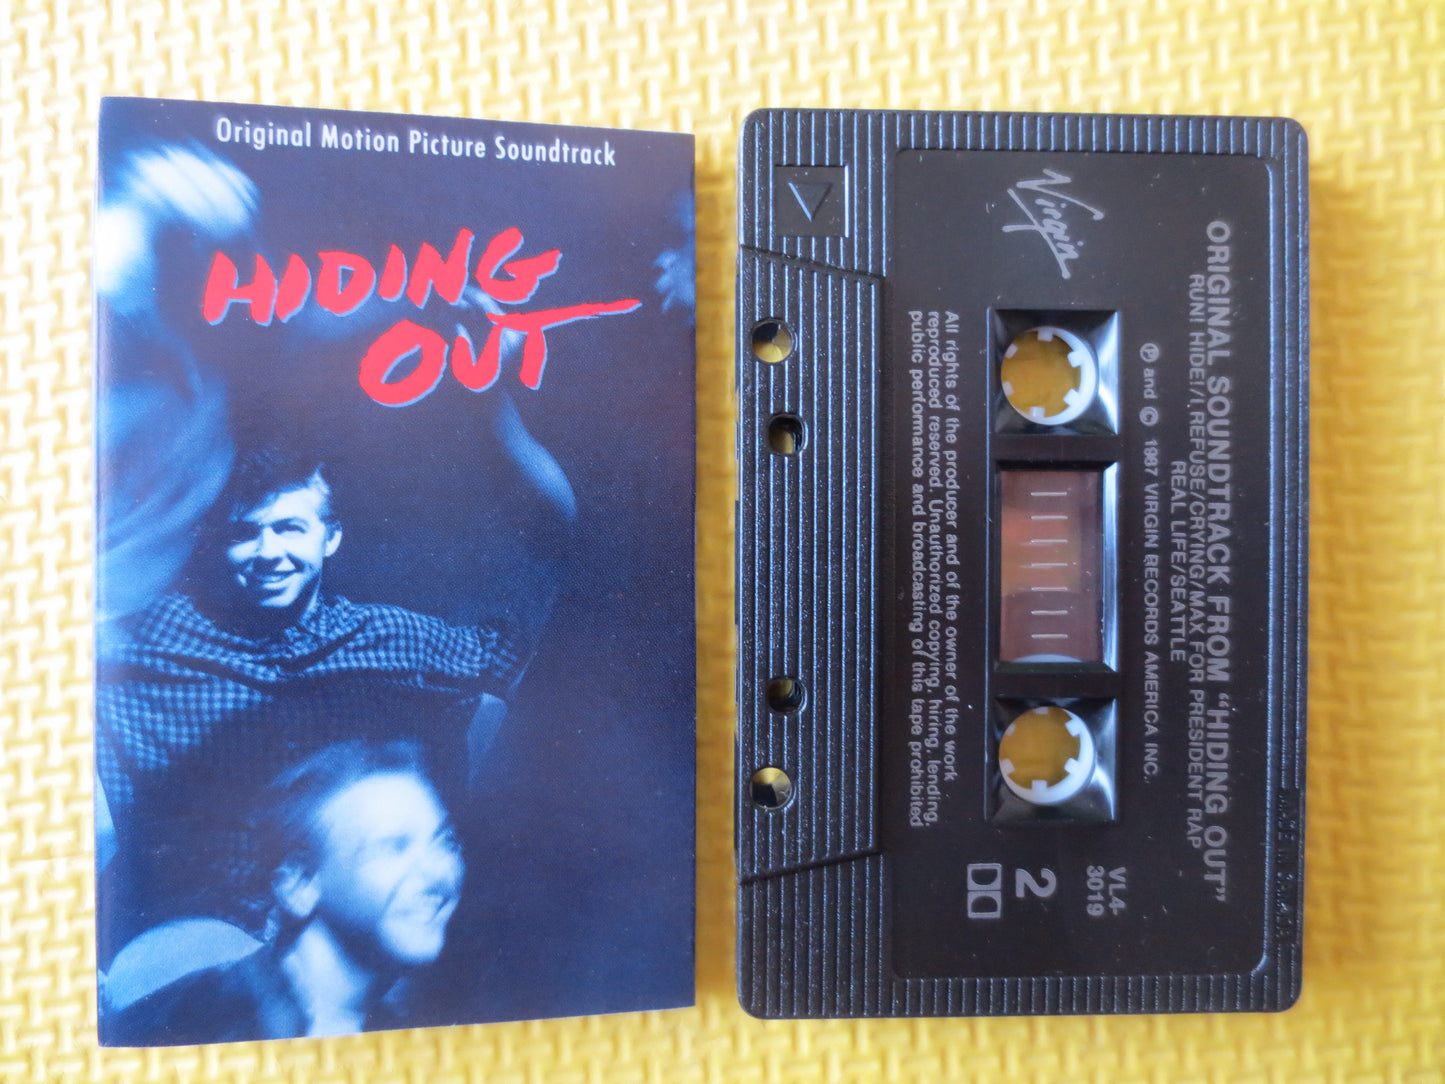 Original Motion Picture Soundtrack
HIDING
OUT
Virgin
ORIGINAL SOUNDTRACK FROM "HIDING OUT"
RUN! HIDE!/I REFUSE/CRYING/MAX FOR PRESIDENT RAP
REAL LIFE/SEATTLE
℗ and © 1987 VIRGIN RECORDS AMERICA INC.
VL4-
3019
2
All rights of the producer and of the owner of the work
reproduced reserved. Unauthorized copying, hiring, lending,
public performance and broadcasting of this tape prohibited
MADE IN CANADA